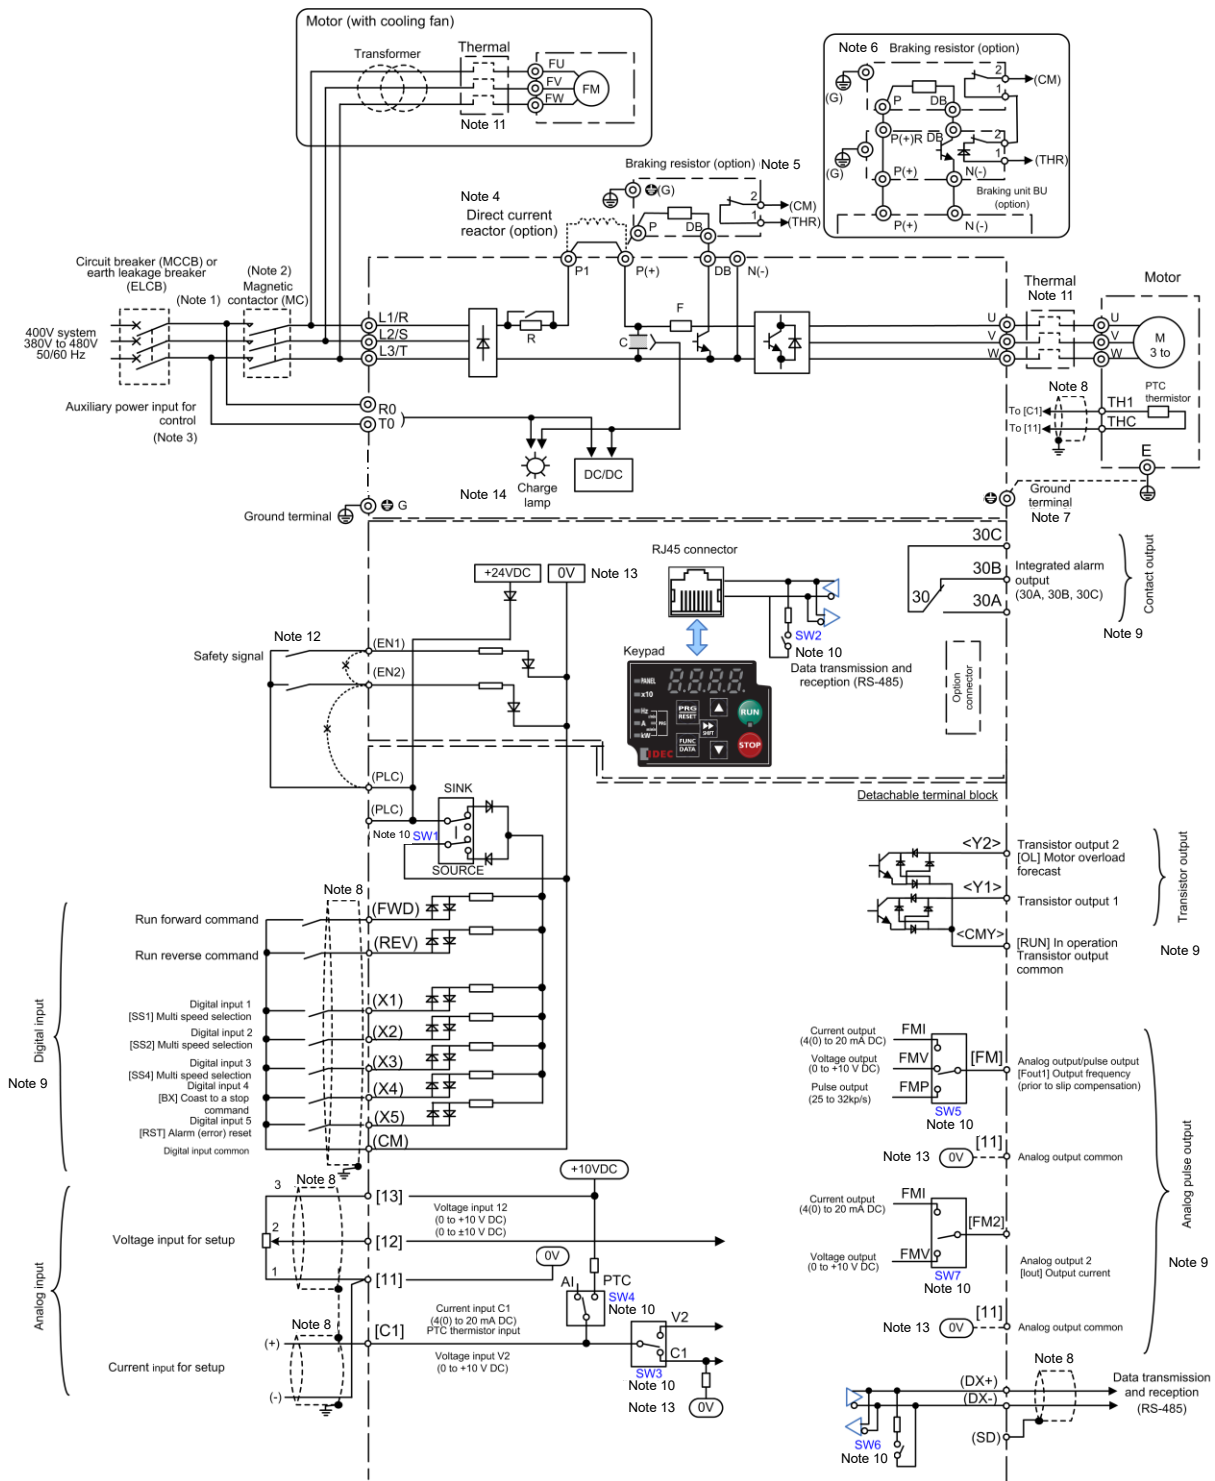 Motor (with cooling fan)
Transformer
Thermal
FU
FV
FW
FM
Note 11
Note 6
Braking resistor (option)
2
1
(CM)
(G)
P
DB
P(+)R
DB
2
1
(THR)
(G)
P(+)
N(-)
Braking unit BU
(option)
P(+)
N(-)
Braking resistor (option)
Note 5
(G)
2
(CM)
1
(THR)
P
DB
Note 4
Direct current
reactor (option)
P1
P(+)
DB
N(-)
Circuit breaker (MCCB) or
earth leakage breaker
(ELCB)
(Note 1)
(Note 2)
Magnetic
contactor (MC)
400V system
380V to 480V
50/60 Hz
L1/R
L2/S
L3/T
R
F
C
U
V
W
Thermal
Note 11
Motor
U
V
W
M
3 to
Note 8
PTC
thermistor
To [C1]
TH1
To [11]
THC
E
Auxiliary power input for
control
(Note 3)
R0
T0
Charge
lamp
DC/DC
Note 14
Ground terminal
G
Ground
terminal
Note 7
+24VDC
0V
Note 13
RJ45 connector
SW2
Note 10
Data transmission and
reception (RS-485)
Keypad
PANEL
x10
Hz
A
kW
PRG
PRG
RESET
FUNC
DATA
SHIFT
RUN
STOP
IDEC
30C
30B
30A
30
Integrated alarm
output
(30A, 30B, 30C)
Contact output
Note 9
Option
connector
Note 12
Safety signal
(EN1)
(EN2)
(PLC)
(PLC)
SINK
Note 10
SW1
SOURCE
Detachable terminal block
<Y2>
Transistor output 2
[OL] Motor overload
forecast
<Y1>
Transistor output 1
<CMY>
[RUN] In operation
Transistor output
common
Transistor output
Note 9
Note 8
Run forward command
(FWD)
Run reverse command
(REV)
Digital input 1
[SS1] Multi speed selection
(X1)
Digital input 2
[SS2] Multi speed selection
(X2)
Digital input 3
[SS4] Multi speed selection
(X3)
Digital input 4
[BX] Coast to a stop
command
(X4)
Digital input 5
[RST] Alarm (error) reset
(X5)
Digital input common
(CM)
Digital input
Note 9
Current output
(4(0) to 20 mA DC)
FMI
Voltage output
(0 to +10 V DC)
FMV
Pulse output
(25 to 32kp/s)
FMP
[FM]
SW5
Note 10
Analog output/pulse output
[Fout1] Output frequency
(prior to slip compensation)
[11]
Note 13
0V
Analog output common
Current output
(4(0) to 20 mA DC)
FMI
[FM2]
Voltage output
(0 to +10 V DC)
FMV
SW7
Note 10
Analog output 2
[Iout] Output current
[11]
Note 13
0V
Analog output common
Analog pulse output
Note 9
Note 8
3
[13]
+10VDC
Voltage input 12
(0 to +10 V DC)
(0 to ±10 V DC)
Voltage input for setup
2
[12]
0V
1
[11]
AI
PTC
SW4
Note 10
Analog input
Note 8
Current input C1
(4(0) to 20 mA DC)
PTC thermistor input
(+)
[C1]
V2
Voltage input V2
(0 to +10 V DC)
C1
Current input for setup
SW3
Note 10
(-)
Note 13
0V
Note 8
(DX+)
(DX-)
(SD)
Data transmission
and reception
(RS-485)
SW6
Note 10